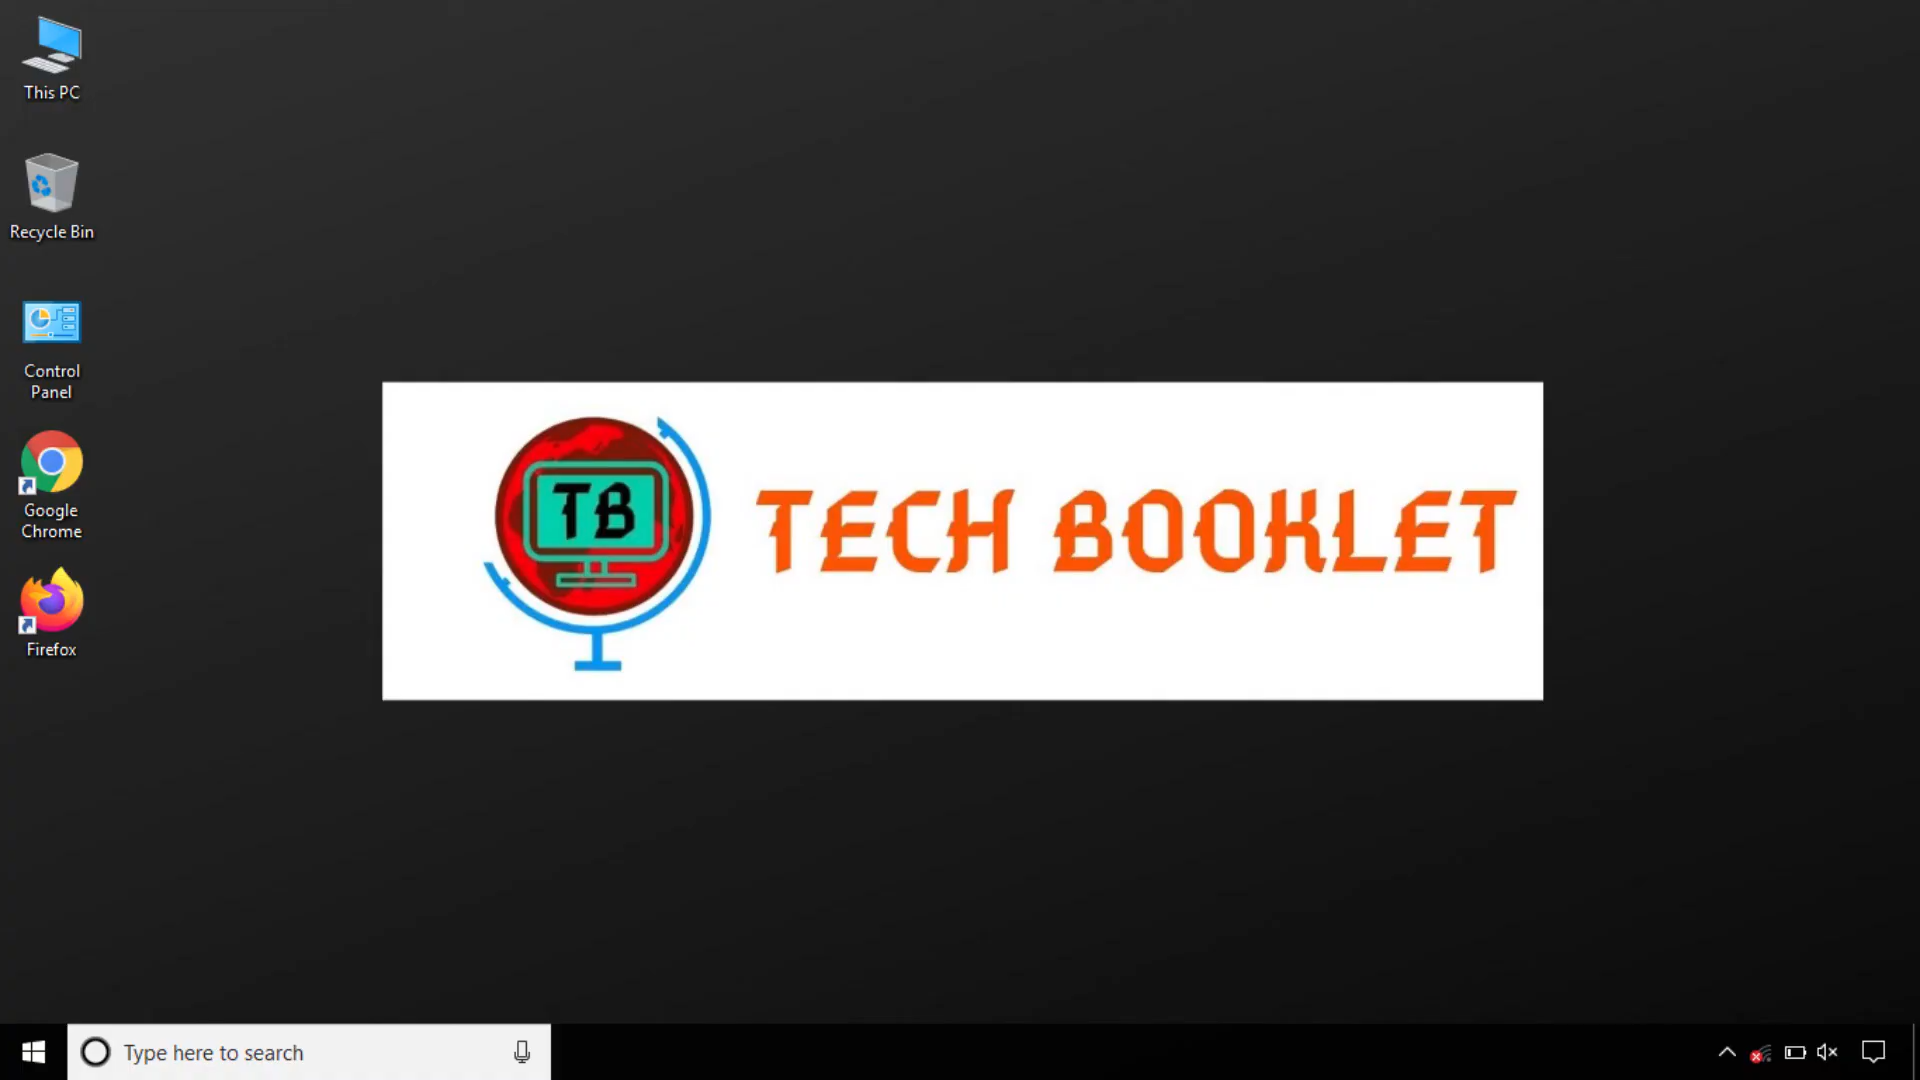 This PC
Recycle Bin
Control
Panel
Google
Chrome
Firefox
TB
TECH BOOKLET
Type here to search